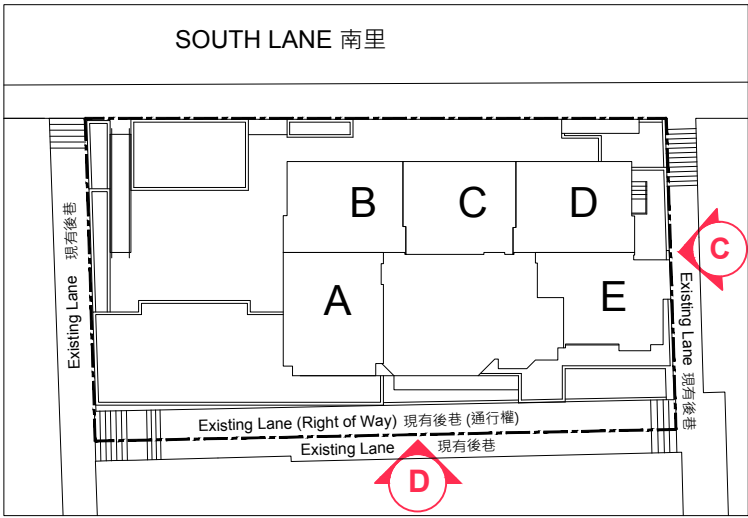 SOUTH LANE 南里
B
C
D
Existing Lane 現有後巷
C
A
E
Existing Lane 現有後巷
Existing Lane (Right of Way) 現有後巷 (通行權)
Existing Lane 現有後巷
D